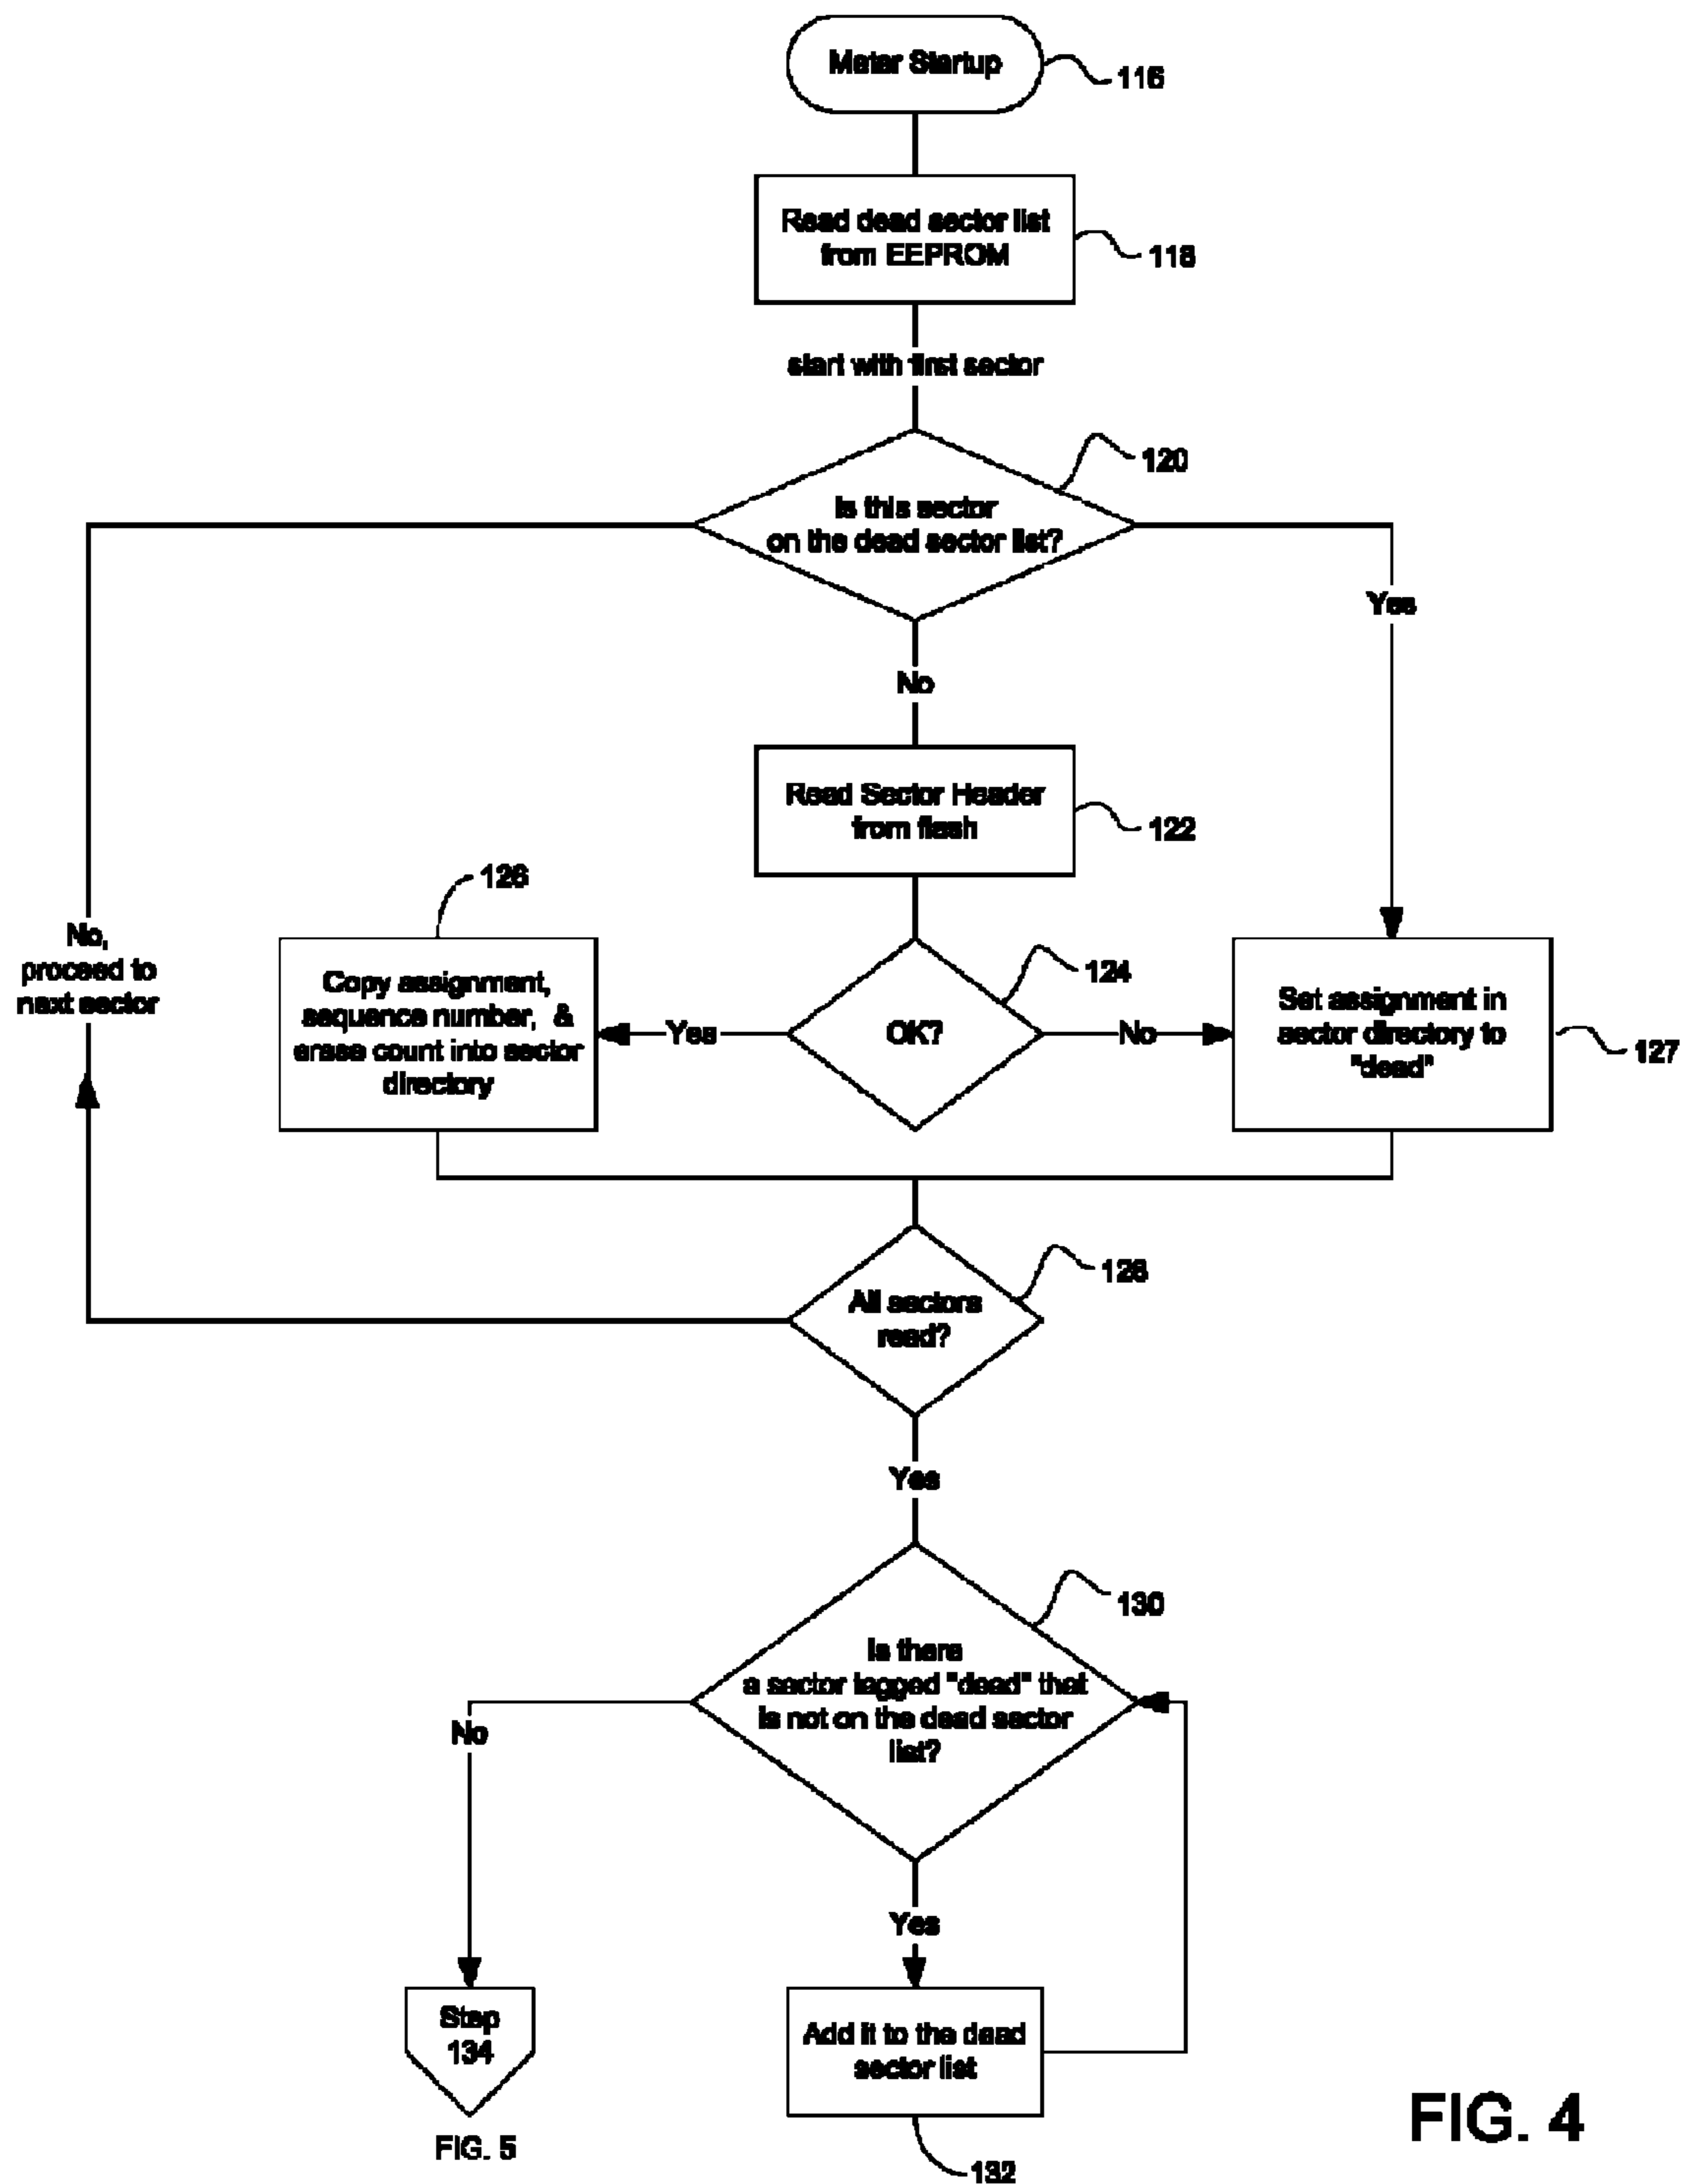 Meter Startup
116
Read dead sector list
from EEPROM
118
start with first sector
120
Is this sector
on the dead sector list?
Yes
No
Read Sector Header
from flash
122
126
No,
proceed to
next sector
Copy assignment,
sequence number, &
erase count into sector
directory
Yes
OK?
124
No
Set assignment in
sector directory to
"dead"
127
128
All sectors
read?
Yes
130
Is there
a sector tagged "dead" that
is not on the dead sector
list?
No
Yes
Step
134
FIG. 5
Add it to the dead
sector list
132
FIG. 4